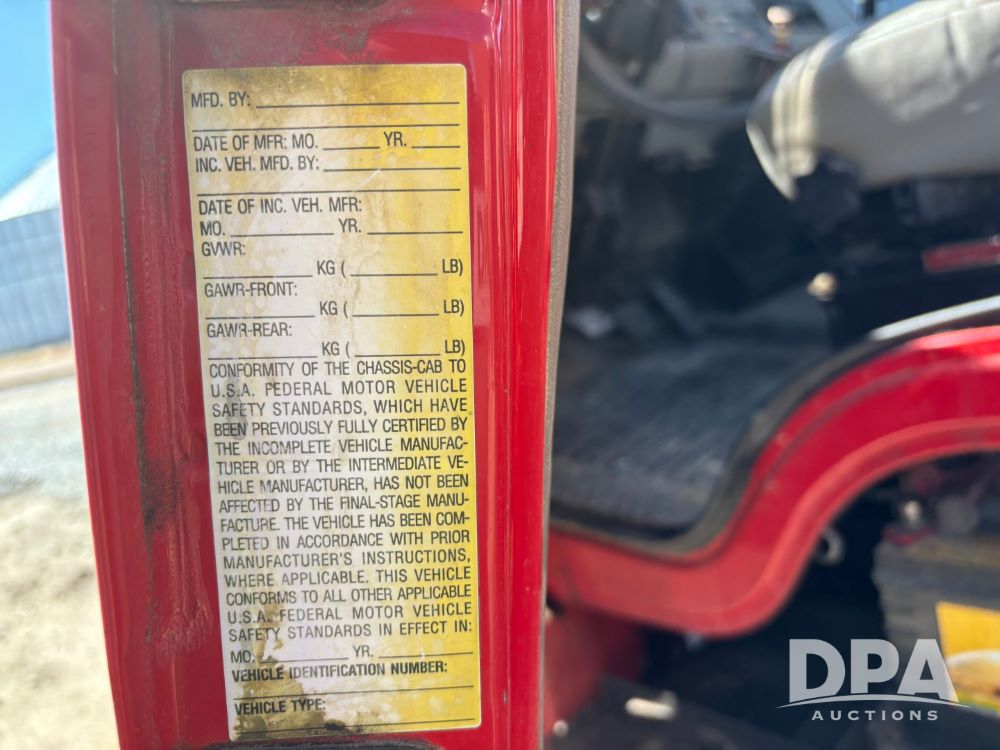 MFD. BY:
DATE OF MFR: MO. YR.
INC. VEH. MFD. BY:
DATE OF INC. VEH. MFR:
MO. YR.
GVWR:
KG ( LB)
GAWR-FRONT:
KG ( LB)
GAWR-REAR:
KG ( LB)
CONFORMITY OF THE CHASSIS-CAB TO
U.S.A. FEDERAL MOTOR VEHICLE
SAFETY STANDARDS, WHICH HAVE
BEEN PREVIOUSLY FULLY CERTIFIED BY
THE INCOMPLETE VEHICLE MANUFAC-
TURER OR BY THE INTERMEDIATE VE-
HICLE MANUFACTURER, HAS NOT BEEN
AFFECTED BY THE FINAL-STAGE MANU-
FACTURE. THE VEHICLE HAS BEEN COM-
PLETED IN ACCORDANCE WITH PRIOR
MANUFACTURER'S INSTRUCTIONS,
WHERE APPLICABLE. THIS VEHICLE
CONFORMS TO ALL OTHER APPLICABLE
U.S.A. FEDERAL MOTOR VEHICLE
SAFETY STANDARDS IN EFFECT IN:
MO. YR.
VEHICLE IDENTIFICATION NUMBER:
VEHICLE TYPE:
DPA
AUCTIONS